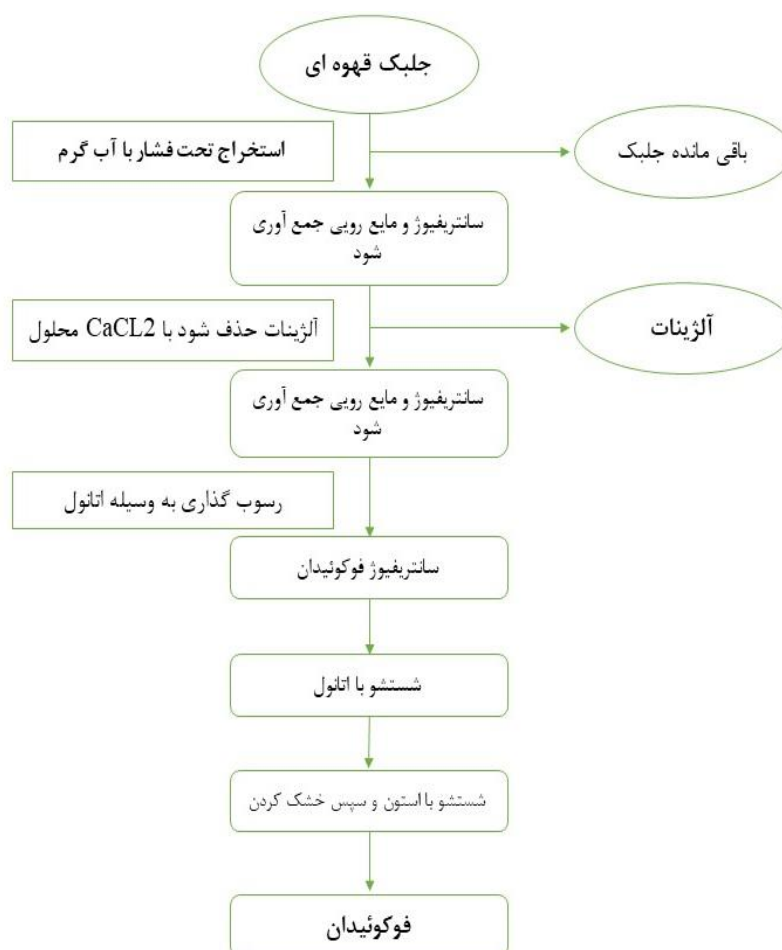 جلبک قهوه ای
استخراج تحت فشار با آب گرم
باقی مانده جلبک
سانتریفیوژ و مایع رویی جمع آوری
شود
آلژینات حذف شود با CaCL2 محلول
آلژینات
سانتریفیوژ و مایع رویی جمع آوری
شود
رسوب گذاری به وسیله اتانول
سانتریفیوژ فوکوئیدان
شستشو با اتانول
شستشو با استون و سپس خشک کردن
فوکوئیدان